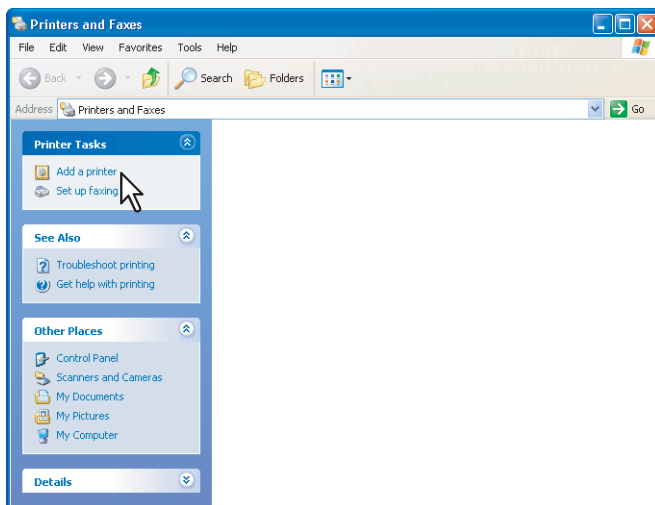 Printers and Faxes
File Edit View Favorites Tools Help
Back Search Folders
Address Printers and Faxes Go
Printer Tasks
Add a printer
Set up faxing
See Also
Troubleshoot printing
Get help with printing
Other Places
Control Panel
Scanners and Cameras
My Documents
My Pictures
My Computer
Details